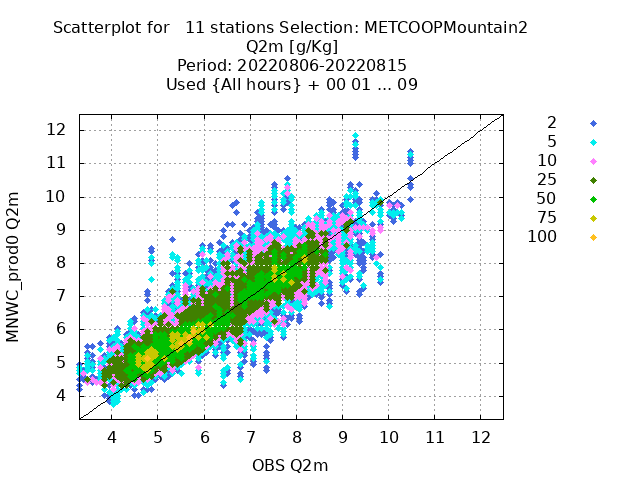 Scatterplot for   11 stations Selection: METCOOPMountain2
Q2m [g/Kg]
Period: 20220806-20220815
Used {All hours} + 00 01 ... 09
12
11
10
9
8
7
6
5
4
MNWC_prod0 Q2m
4 5 6 7 8 9 10 11 12
OBS Q2m
2
5
10
25
50
75
100